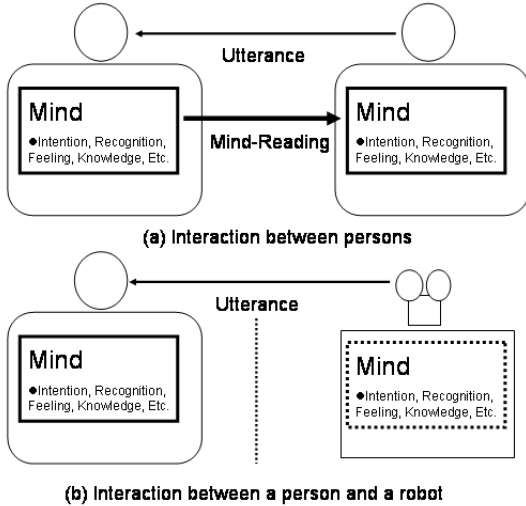 Utterance
Mind
●Intention, Recognition,
Feeling, Knowledge, Etc.
Mind-Reading
Mind
●Intention, Recognition,
Feeling, Knowledge, Etc.
(a) Interaction between persons
Utterance
Mind
●Intention, Recognition,
Feeling, Knowledge, Etc.
Mind
●Intention, Recognition,
Feeling, Knowledge, Etc.
(b) Interaction between a person and a robot